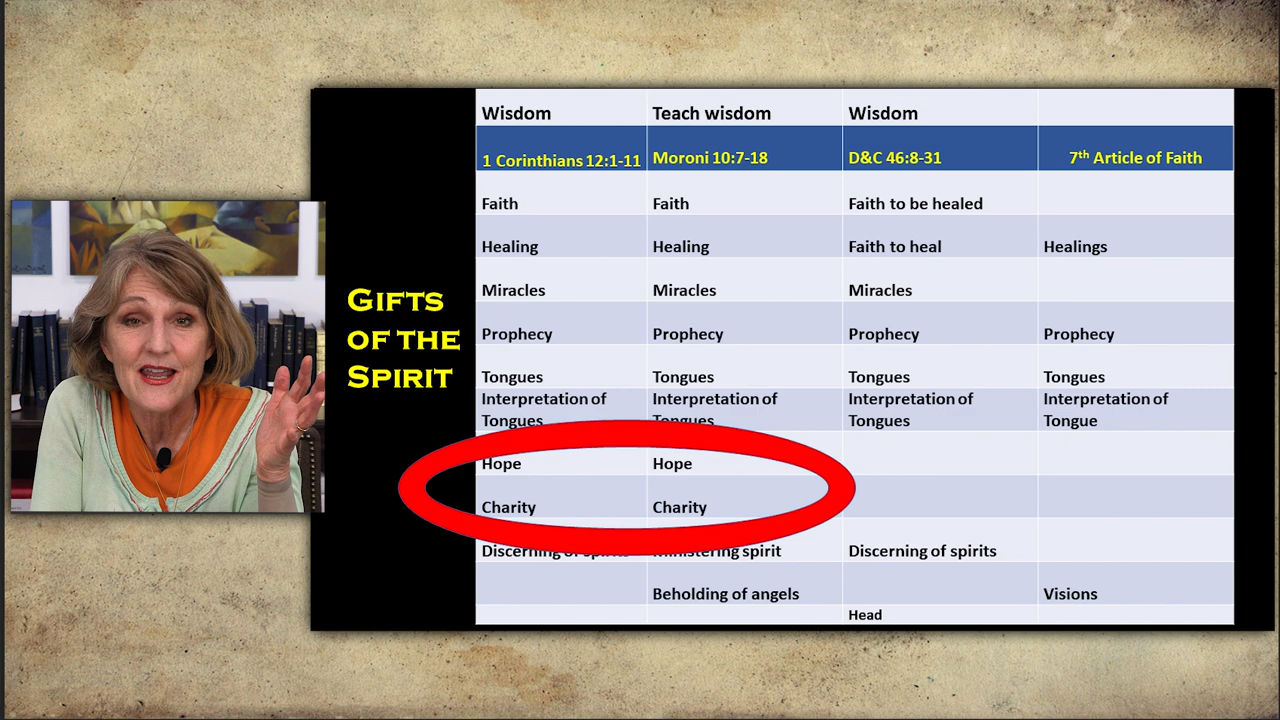 Wisdom Teach wisdom Wisdom
1 Corinthians 12:1-11 Moroni 10:7-18 D&C 46:8-31 7th Article of Faith
Faith Faith Faith to be healed
Healing Healing Faith to heal Healings
Miracles Miracles Miracles
GIFTS
OF THE
SPIRIT
Prophecy Prophecy Prophecy Prophecy
Tongues Tongues Tongues Tongues
Interpretation of Interpretation of Interpretation of Interpretation of
Tongues Tongues Tongues Tongue
Hope Hope
Charity Charity
Discerning of spirits Ministering spirit Discerning of spirits
Beholding of angels Visions
Head